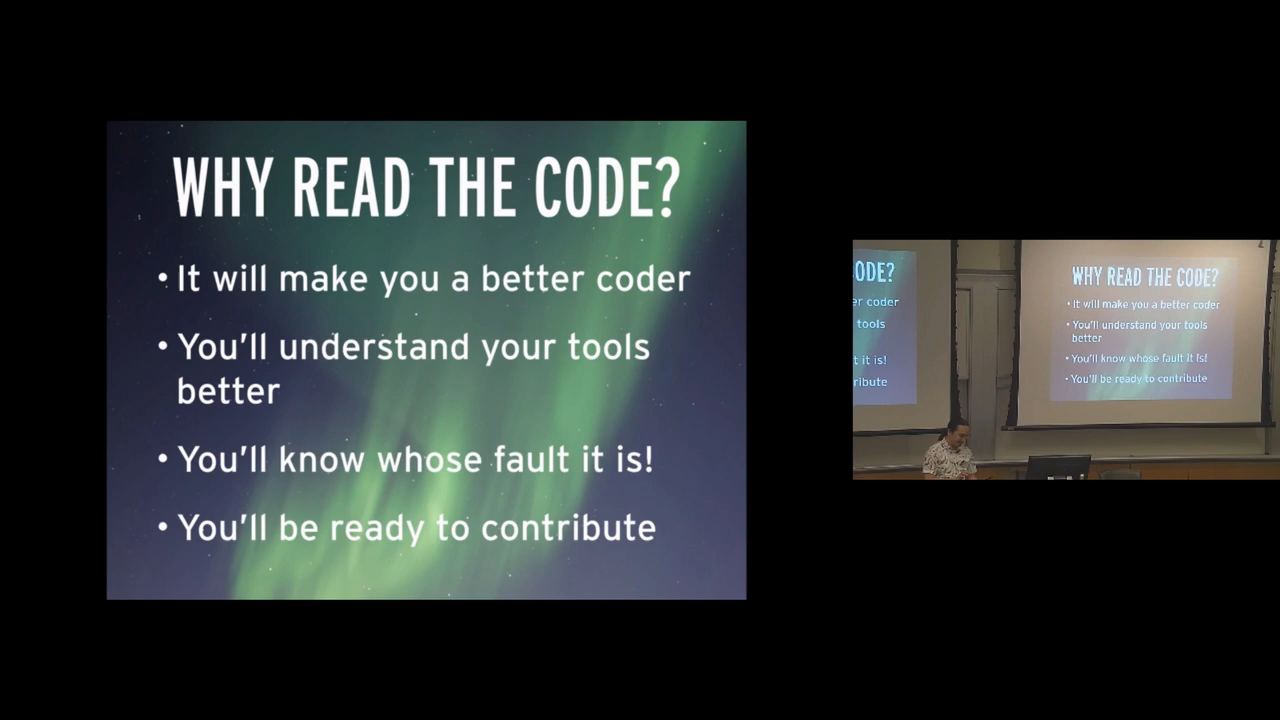 WHY READ THE CODE?
• It will make you a better coder
• You'll understand your tools
better
• You'll know whose fault it is!
• You'll be ready to contribute
ODE?
er coder
tools
t it is!
ribute
WHY READ THE CODE?
• It will make you a better coder
• You'll understand your tools
better
• You'll know whose fault it is!
• You'll be ready to contribute